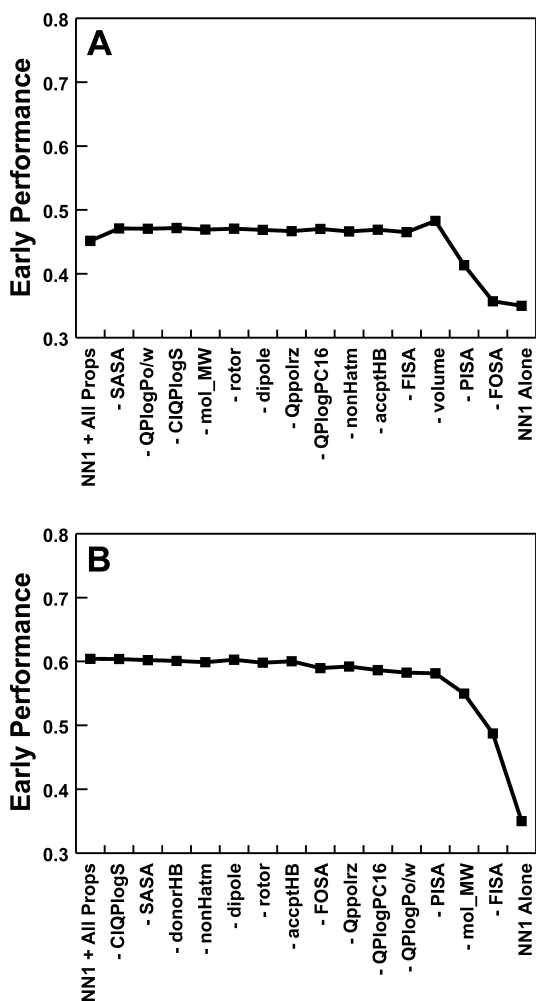 A
Early Performance
0.8
0.7
0.6
0.5
0.4
0.3
NN1 + All Props
- SASA
- QPlogPo/w
- CIQPlogS
- mol_MW
- rotor
- dipole
- Qppolrz
- QPlogPC16
- nonHatm
- accptHB
- FISA
- volume
- PISA
- FOSA
NN1 Alone
B
Early Performance
0.8
0.7
0.6
0.5
0.4
0.3
NN1 + All Props
- CIQPlogS
- SASA
- donorHB
- nonHatm
- dipole
- rotor
- accptHB
- FOSA
- Qppolrz
- QPlogPC16
- QPlogPo/w
- PISA
- mol_MW
- FISA
NN1 Alone